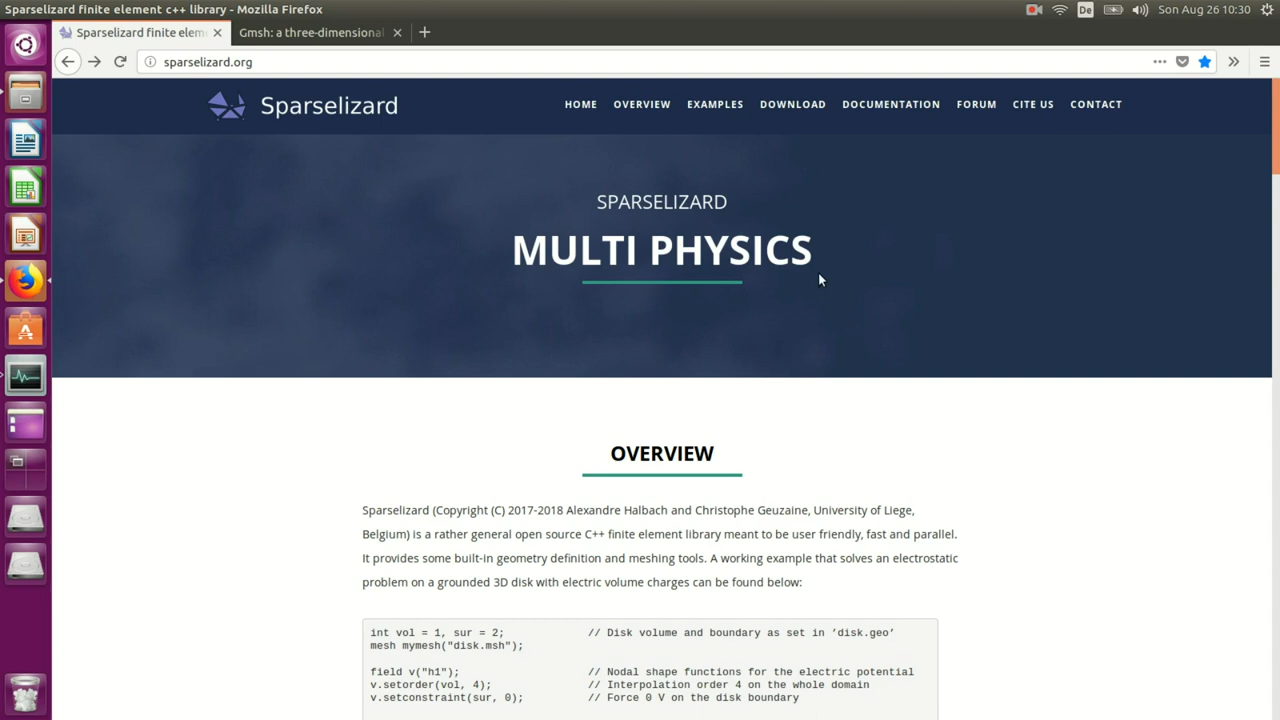 Sparselizard finite element c++ library - Mozilla Firefox
De
Sun Aug 26 10:30
Sparselizard finite elem
Gmsh: a three-dimensional
sparselizard.org
Sparselizard
HOME OVERVIEW EXAMPLES DOWNLOAD DOCUMENTATION FORUM CITE US CONTACT
SPARSELIZARD
MULTI PHYSICS
OVERVIEW
Sparselizard (Copyright (C) 2017-2018 Alexandre Halbach and Christophe Geuzaine, University of Liege,
Belgium) is a rather general open source C++ finite element library meant to be user friendly, fast and parallel.
It provides some built-in geometry definition and meshing tools. A working example that solves an electrostatic
problem on a grounded 3D disk with electric volume charges can be found below:
int vol = 1, sur = 2; // Disk volume and boundary as set in ’disk.geo’
mesh mymesh("disk.msh");
field v("h1"); // Nodal shape functions for the electric potential
v.setorder(vol, 4); // Interpolation order 4 on the whole domain
v.setconstraint(sur, 0); // Force 0 V on the disk boundary